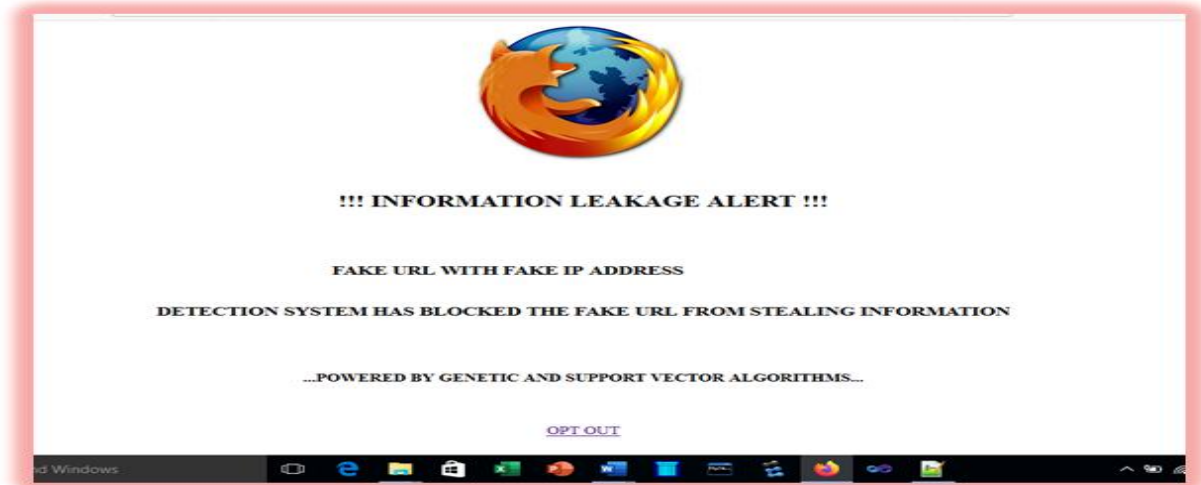 !!! INFORMATION LEAKAGE ALERT !!!
FAKE URL WITH FAKE IP ADDRESS
DETECTION SYSTEM HAS BLOCKED THE FAKE URL FROM STEALING INFORMATION
...POWERED BY GENETIC AND SUPPORT VECTOR ALGORITHMS...
OPT OUT
nd Windows